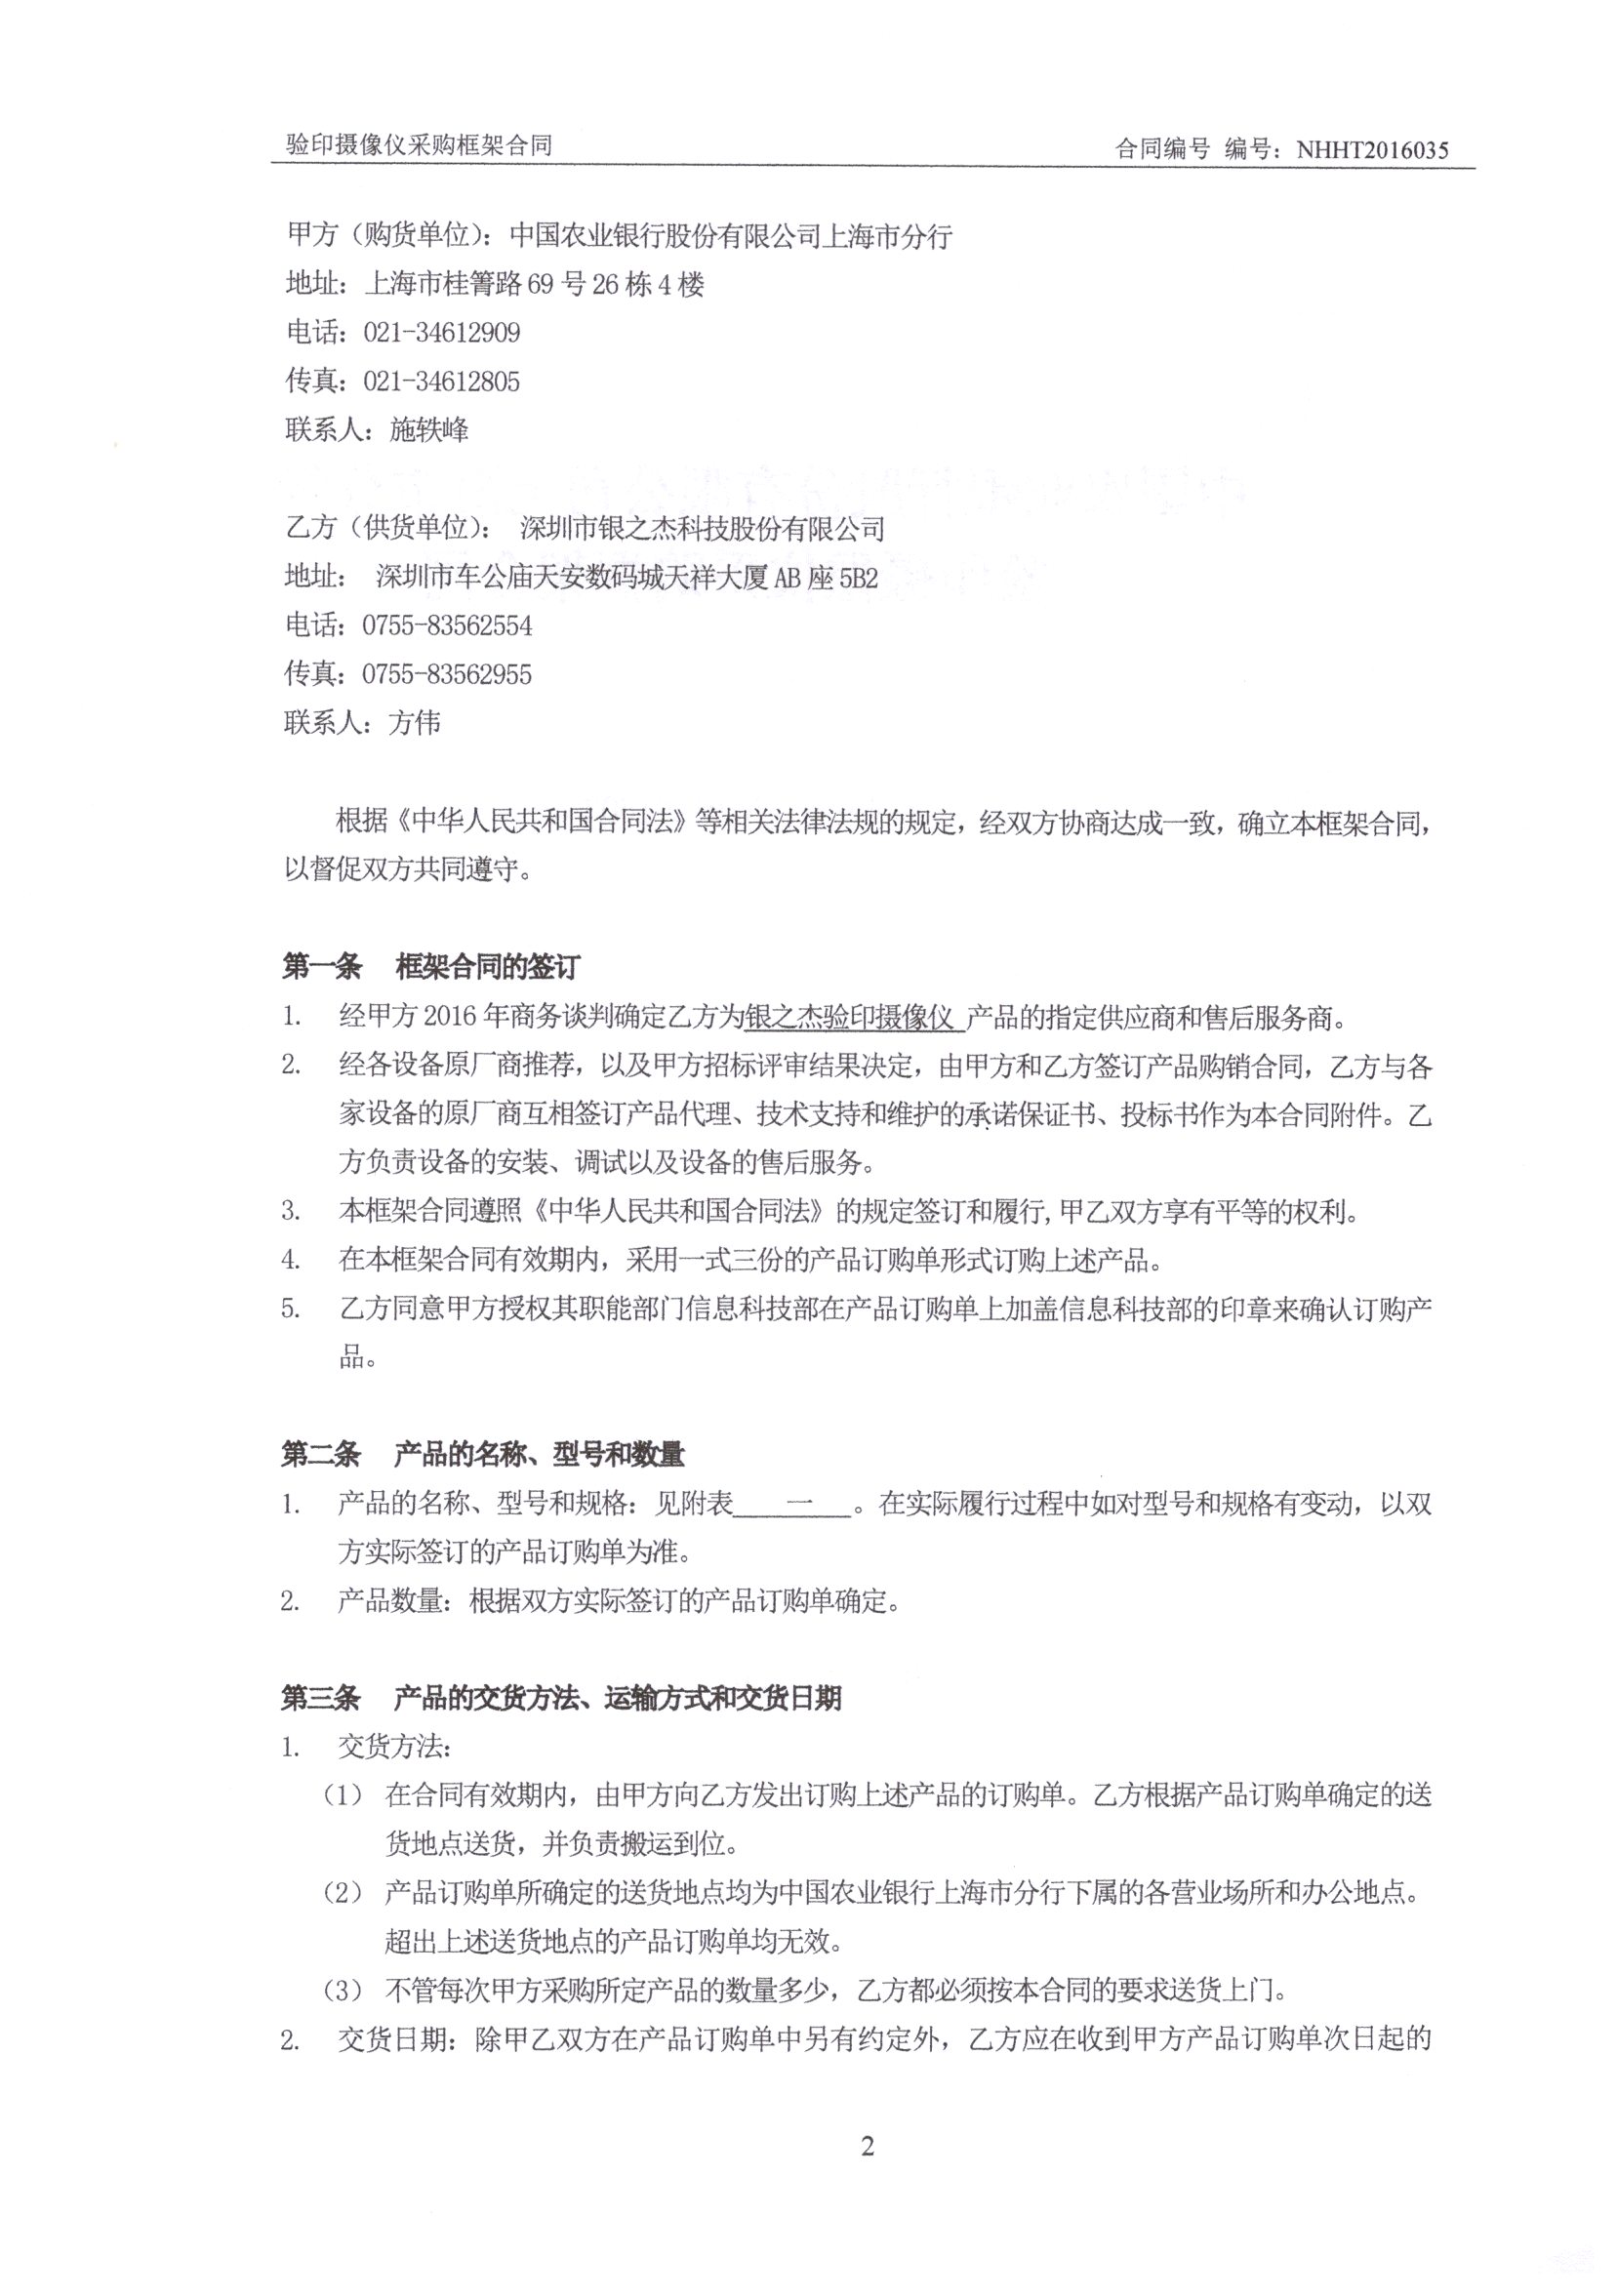 验印摄像仪采购框架合同
合同编号 编号：NHHT2016035
甲方（购货单位）：中国农业银行股份有限公司上海市分行
地址：上海市桂箐路 69 号 26 栋 4 楼
电话：021-34612909
传真：021-34612805
联系人：施轶峰
乙方（供货单位）： 深圳市银之杰科技股份有限公司
地址： 深圳市车公庙天安数码城天祥大厦 AB 座 5B2
电话：0755-83562554
传真：0755-83562955
联系人：方伟
根据《中华人民共和国合同法》等相关法律法规的规定，经双方协商达成一致，确立本框架合同，
以督促双方共同遵守。
第一条 框架合同的签订
1. 经甲方 2016 年商务谈判确定乙方为银之杰验印摄像仪 产品的指定供应商和售后服务商。
2. 经各设备原厂商推荐，以及甲方招标评审结果决定，由甲方和乙方签订产品购销合同，乙方与各
家设备的原厂商互相签订产品代理、技术支持和维护的承诺保证书、投标书作为本合同附件。乙
方负责设备的安装、调试以及设备的售后服务。
3. 本框架合同遵照《中华人民共和国合同法》的规定签订和履行,甲乙双方享有平等的权利。
4. 在本框架合同有效期内，采用一式三份的产品订购单形式订购上述产品。
5. 乙方同意甲方授权其职能部门信息科技部在产品订购单上加盖信息科技部的印章来确认订购产
品。
第二条 产品的名称、型号和数量
1. 产品的名称、型号和规格：见附表 一 。在实际履行过程中如对型号和规格有变动，以双
方实际签订的产品订购单为准。
2. 产品数量：根据双方实际签订的产品订购单确定。
第三条 产品的交货方法、运输方式和交货日期
1. 交货方法：
（1） 在合同有效期内，由甲方向乙方发出订购上述产品的订购单。乙方根据产品订购单确定的送
货地点送货，并负责搬运到位。
（2） 产品订购单所确定的送货地点均为中国农业银行上海市分行下属的各营业场所和办公地点。
超出上述送货地点的产品订购单均无效。
（3） 不管每次甲方采购所定产品的数量多少，乙方都必须按本合同的要求送货上门。
2. 交货日期：除甲乙双方在产品订购单中另有约定外，乙方应在收到甲方产品订购单次日起的
2